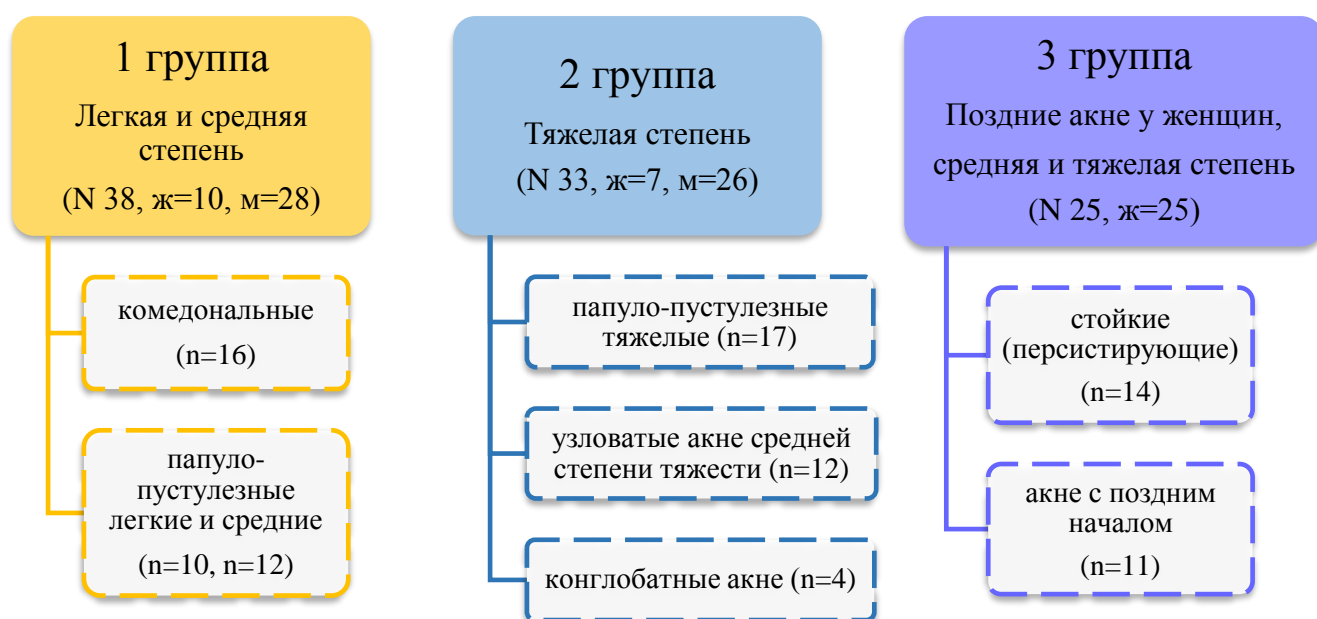 1 группа
Легкая и средняя
степень
(N 38, ж=10, м=28)
комедональные
(n=16)
папуло-
пустулезные
легкие и средние
(n=10, n=12)
2 группа
Тяжелая степень
(N 33, ж=7, м=26)
папуло-пустулезные
тяжелые (n=17)
узловатые акне средней
степени тяжести (n=12)
конглобатные акне (n=4)
3 группа
Поздние акне у женщин,
средняя и тяжелая степень
(N 25, ж=25)
стойкие
(персистирующие)
(n=14)
акне с поздним
началом
(n=11)